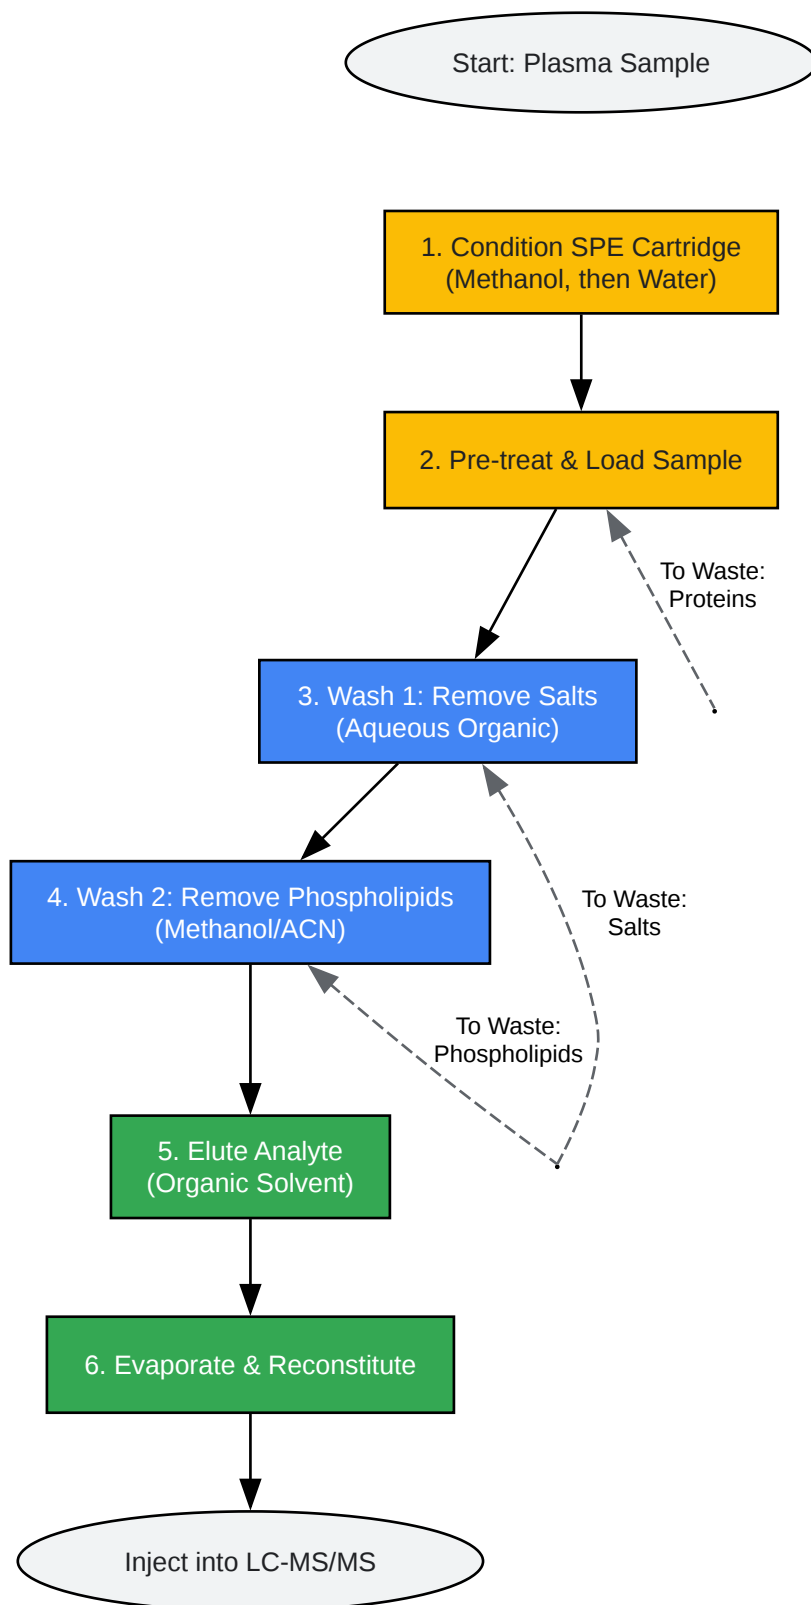 Start: Plasma Sample
1. Condition SPE Cartridge
(Methanol, then Water)
2. Pre-treat & Load Sample
To Waste:
Proteins
3. Wash 1: Remove Salts
(Aqueous Organic)
4. Wash 2: Remove Phospholipids
(Methanol/ACN)
To Waste:
Salts
To Waste:
Phospholipids
5. Elute Analyte
(Organic Solvent)
6. Evaporate & Reconstitute
Inject into LC-MS/MS